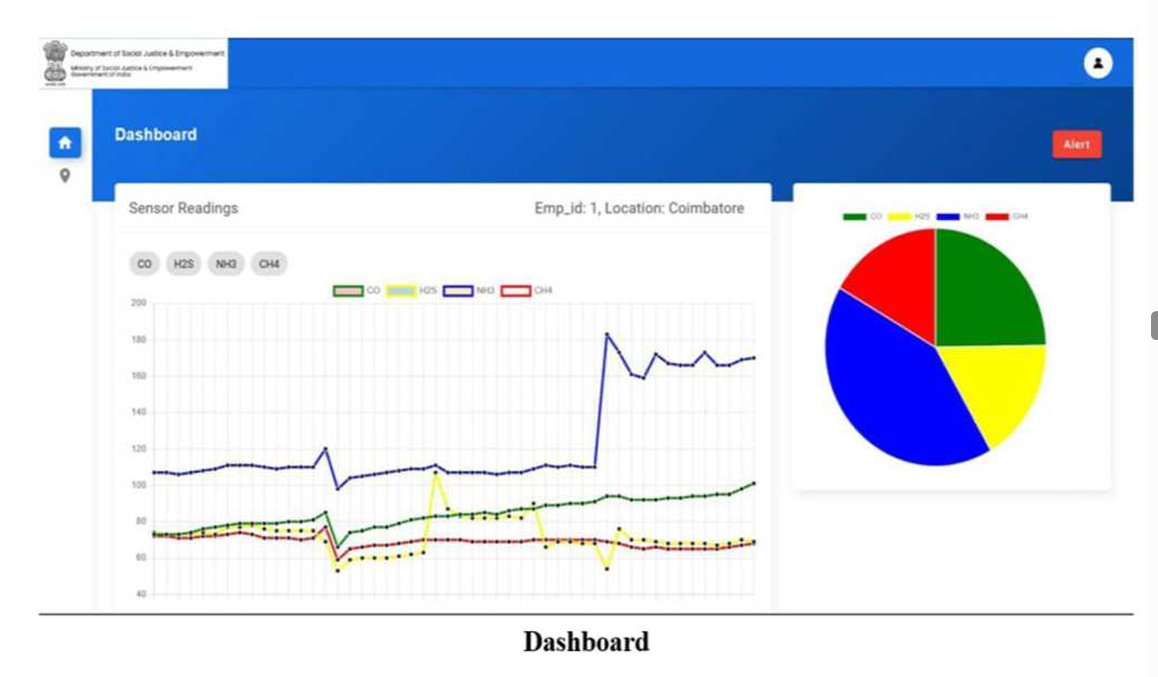 Department of Social Justice & Empowerment
Ministry of Social Justice & Empowerment
Government of India
Dashboard
Alert
Sensor Readings
Emp_id: 1, Location: Coimbatore
CO H2S NH3 CH4
CO H2S NH3 CH4
200
180
160
140
120
100
80
60
40
CO H2S NH3 CH4
Dashboard